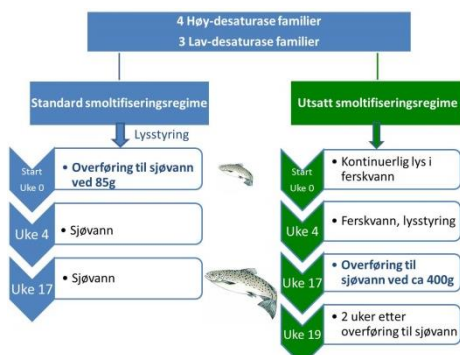 4 Høy-desaturase familier
3 Lav-desaturase familier
Standard smoltifiseringsregime
Lysstyring
Start
Uke 0
• Overføring til sjøvann
ved 85g
Uke 4
• Sjøvann
Uke 17
• Sjøvann
Utsatt smoltifiseringsregime
Start
Uke 0
• Kontinuerlig lys i
ferskvann
Uke 4
• Ferskvann, lysstyring
Uke 17
• Overføring til
sjøvann ved ca 400g
Uke 19
• 2 uker etter
overføring til sjøvann